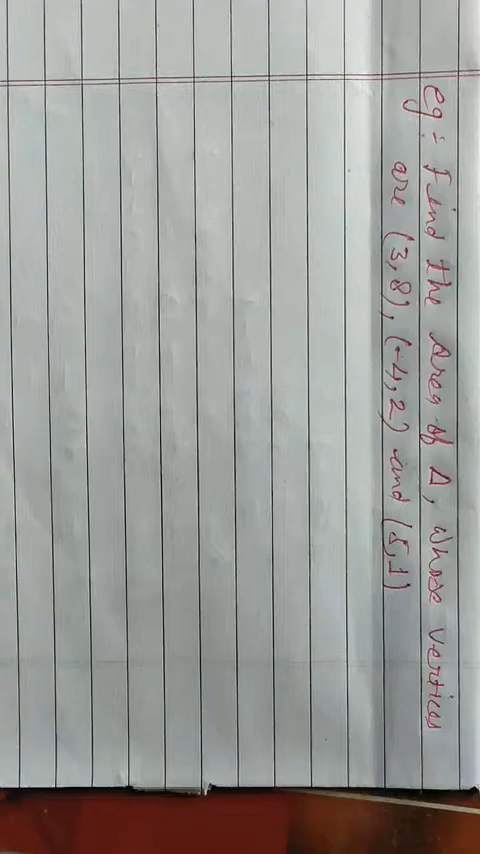 eg:- Find the Area of Δ, whose vertices
are (3,8), (-4,2) and (5,1)